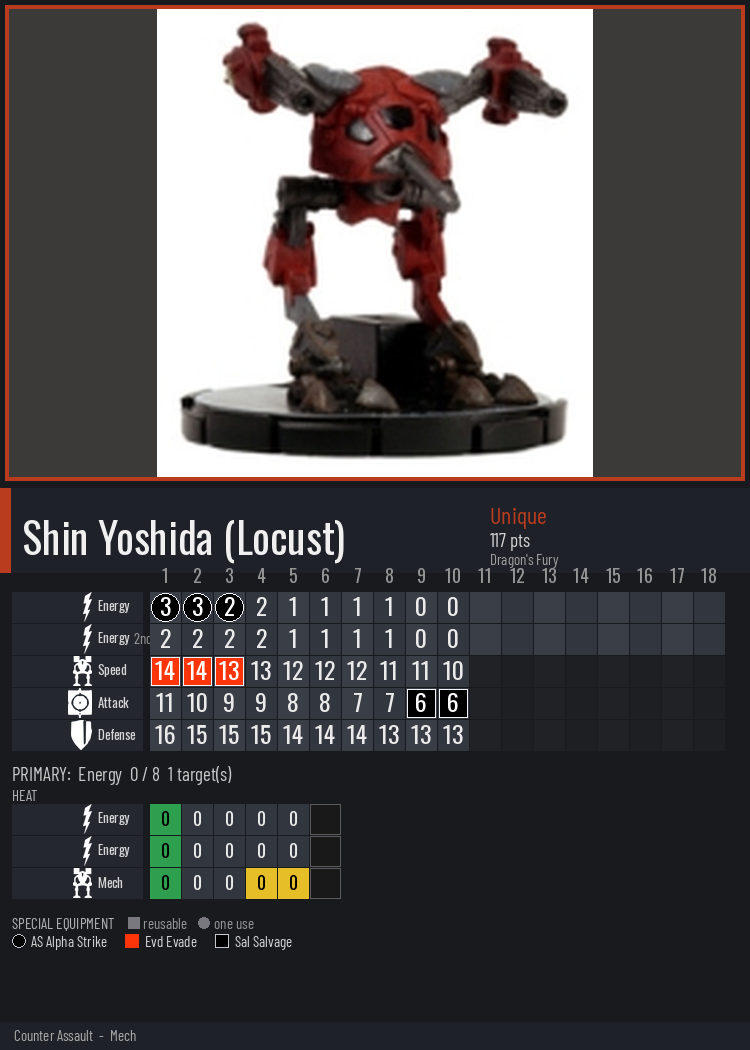 Shin Yoshida (Locust)
Unique
117 pts
Dragon's Fury
1 2 3 4 5 6 7 8 9 10 11 12 13 14 15 16 17 18
Energy 3 3 2 2 1 1 1 1 0 0
Energy 2nd 2 2 2 2 1 1 1 1 0 0
Speed 14 14 13 13 12 12 12 11 11 10
Attack 11 10 9 9 8 8 7 7 6 6
Defense 16 15 15 15 14 14 14 13 13 13
PRIMARY: Energy 0 / 8 1 target(s)
HEAT
Energy 0 0 0 0 0
Energy 0 0 0 0 0
Mech 0 0 0 0 0
SPECIAL EQUIPMENT reusable one use
AS Alpha Strike Evd Evade Sal Salvage
Counter Assault - Mech